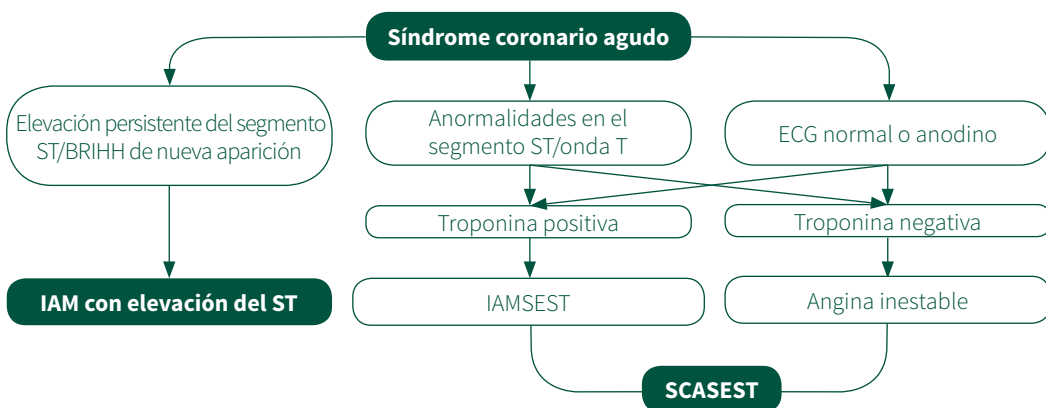 Síndrome coronario agudo
Elevación persistente del segmento
ST/BRIHH de nueva aparición
Anormalidades en el
segmento ST/onda T
ECG normal o anodino
Troponina positiva
Troponina negativa
IAM con elevación del ST
IAMSEST
Angina inestable
SCASEST